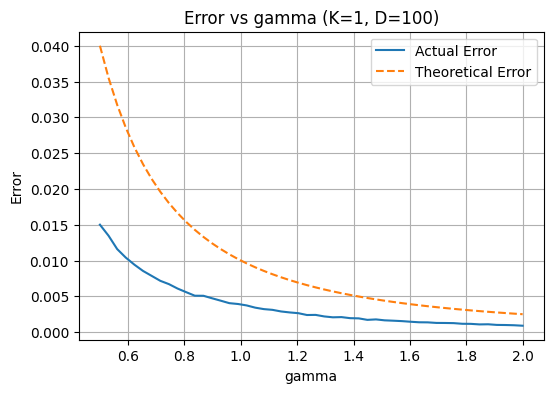 Error vs gamma (K=1, D=100)
Actual Error
Theoretical Error
Error
0.040
0.035
0.030
0.025
0.020
0.015
0.010
0.005
0.000
0.6 0.8 1.0 1.2 1.4 1.6 1.8 2.0
gamma